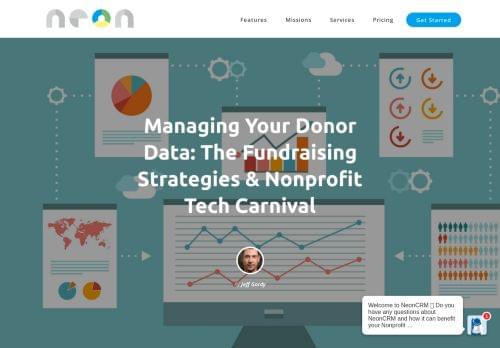 neon
Features Missions Services Pricing Get Started
Managing Your Donor
Data: The Fundraising
Strategies & Nonprofit
Tech Carnival
Jeff Gordy
Welcome to NeonCRM ▯ Do you
have any questions about
NeonCRM and how it can benefit
your Nonprofit ...
1